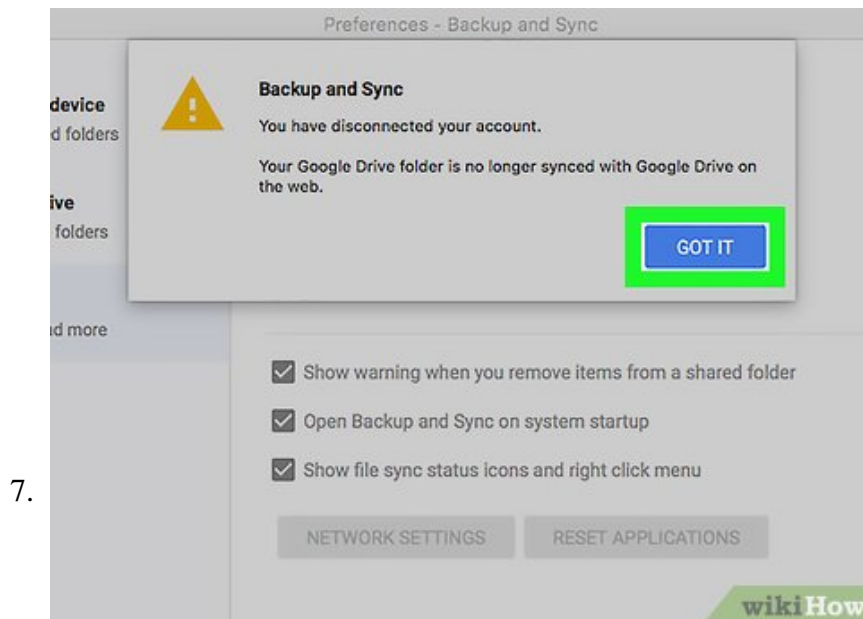 Preferences - Backup and Sync
Backup and Sync
You have disconnected your account.
Your Google Drive folder is no longer synced with Google Drive on
the web.
GOT IT
device
d folders
ive
folders
nd more
Show warning when you remove items from a shared folder
Open Backup and Sync on system startup
Show file sync status icons and right click menu
NETWORK SETTINGS
RESET APPLICATIONS
7.
wikiHow